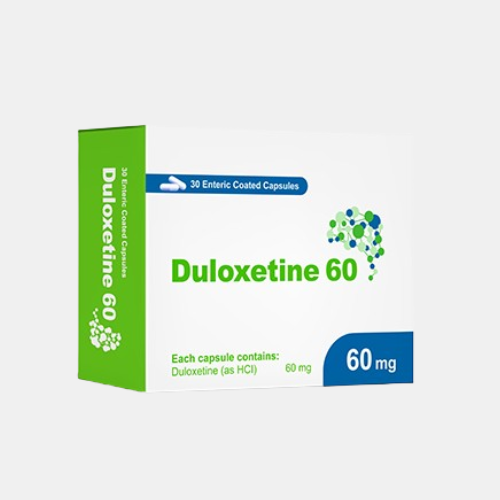 30 Enteric Coated Capsules
Duloxetine 60
30 Enteric Coated Capsules
Duloxetine 60
Each capsule contains:
Duloxetine (as HCl) 60 mg
60 mg